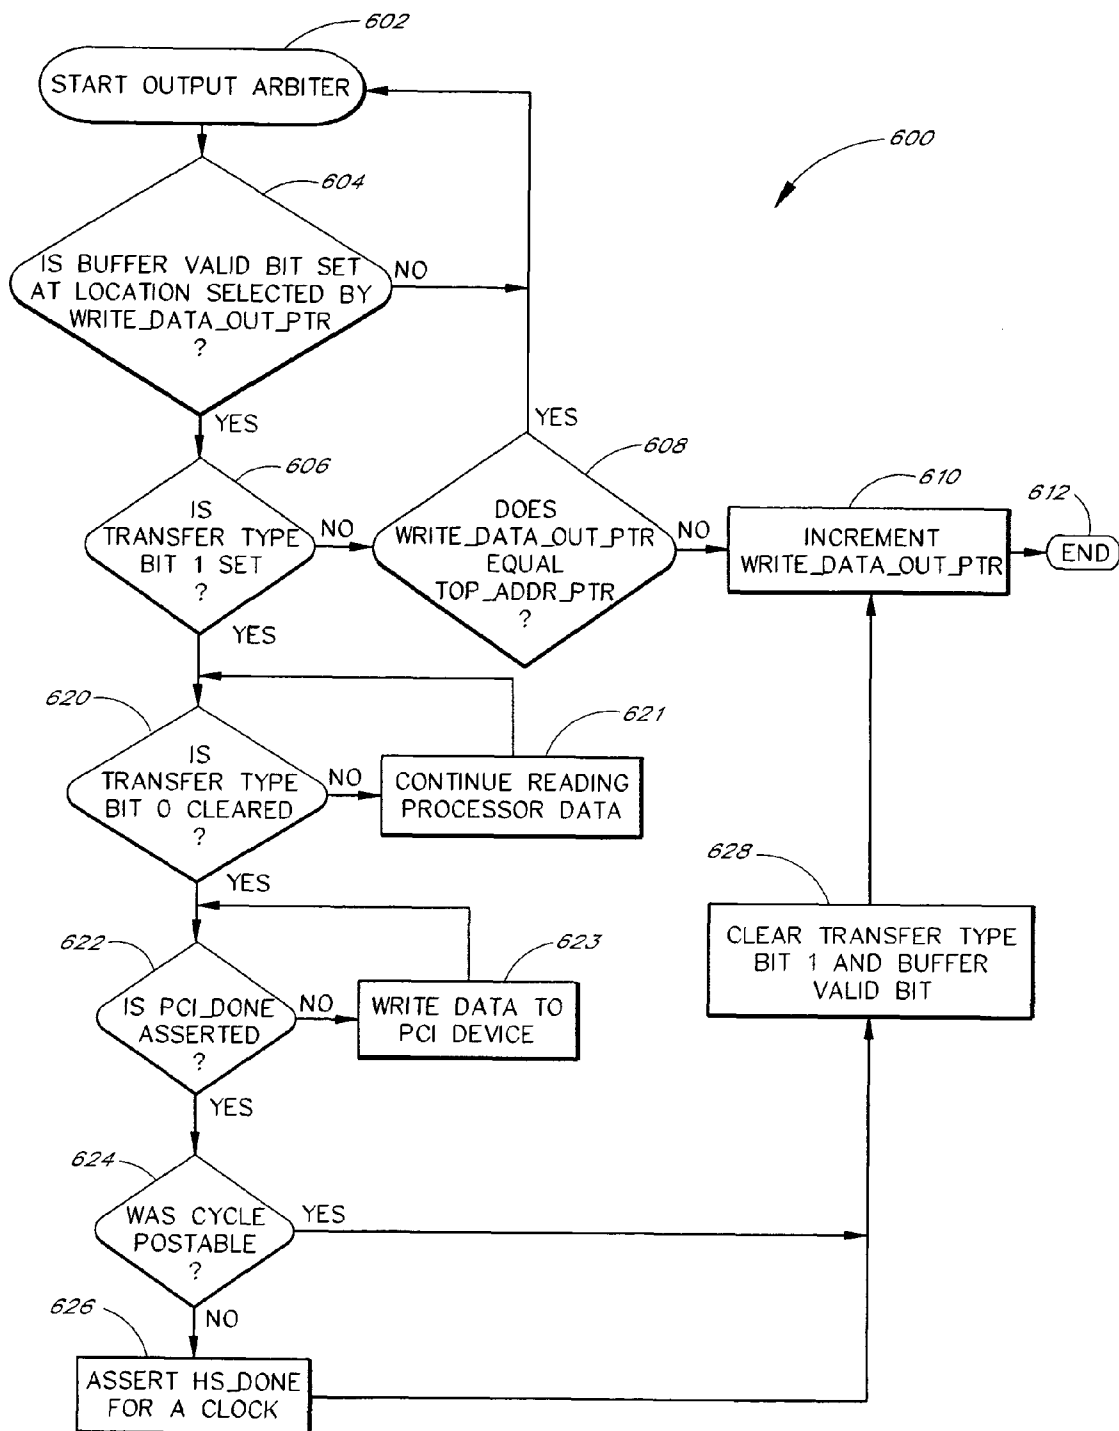 602
START OUTPUT ARBITER
600
604
IS BUFFER VALID BIT SET
AT LOCATION SELECTED BY
WRITE_DATA_OUT_PTR
?
NO
YES
YES
606
IS
TRANSFER TYPE
BIT 1 SET
?
NO
YES
608
DOES
WRITE_DATA_OUT_PTR
EQUAL
TOP_ADDR_PTR
?
NO
610
INCREMENT
WRITE_DATA_OUT_PTR
612
END
620
IS
TRANSFER TYPE
BIT 0 CLEARED
?
NO
YES
621
CONTINUE READING
PROCESSOR DATA
622
IS PCI_DONE
ASSERTED
?
NO
YES
623
WRITE DATA TO
PCI DEVICE
628
CLEAR TRANSFER TYPE
BIT 1 AND BUFFER
VALID BIT
624
WAS CYCLE
POSTABLE
?
YES
NO
626
ASSERT HS_DONE
FOR A CLOCK